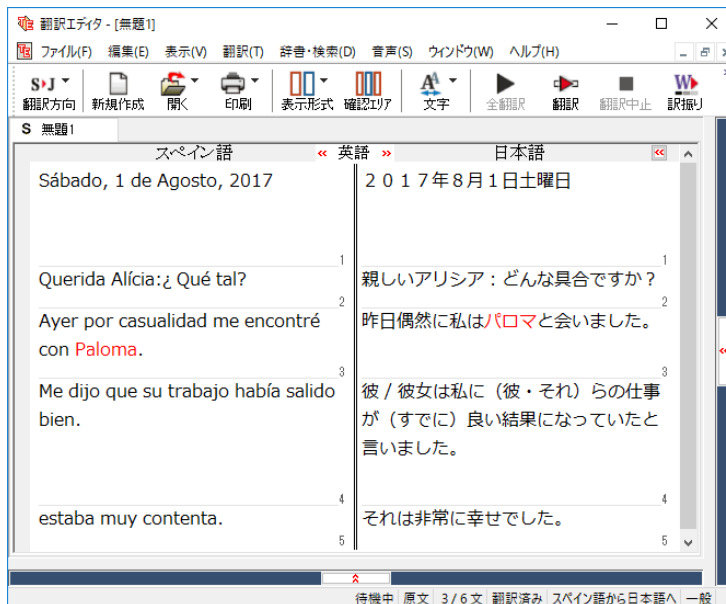 翻訳エディタ - [無題1]
ファイル(F) 編集(E) 表示(V) 翻訳(T) 辞書・検索(D) 音声(S) ウィンドウ(W) ヘルプ(H)
S▸J
翻訳方向 新規作成 開く 印刷 表示形式 確認エリア 文字 全翻訳 翻訳 翻訳中止 訳振り
S 無題1
スペイン語 « 英語 » 日本語 «
Sábado, 1 de Agosto, 2017
1
Querida Alícia:¿ Qué tal?
2
Ayer por casualidad me encontré
con Paloma.
3
Me dijo que su trabajo había salido
bien.
4
estaba muy contenta.
5
２０１７年８月１日土曜日
1
親しいアリシア：どんな具合ですか？
2
昨日偶然に私はパロマと会いました。
3
彼 / 彼女は私に（彼・それ）らの仕事
が（すでに）良い結果になっていたと
言いました。
4
それは非常に幸せでした。
5
待機中 原文 3 / 6 文 翻訳済み スペイン語から日本語へ 一般